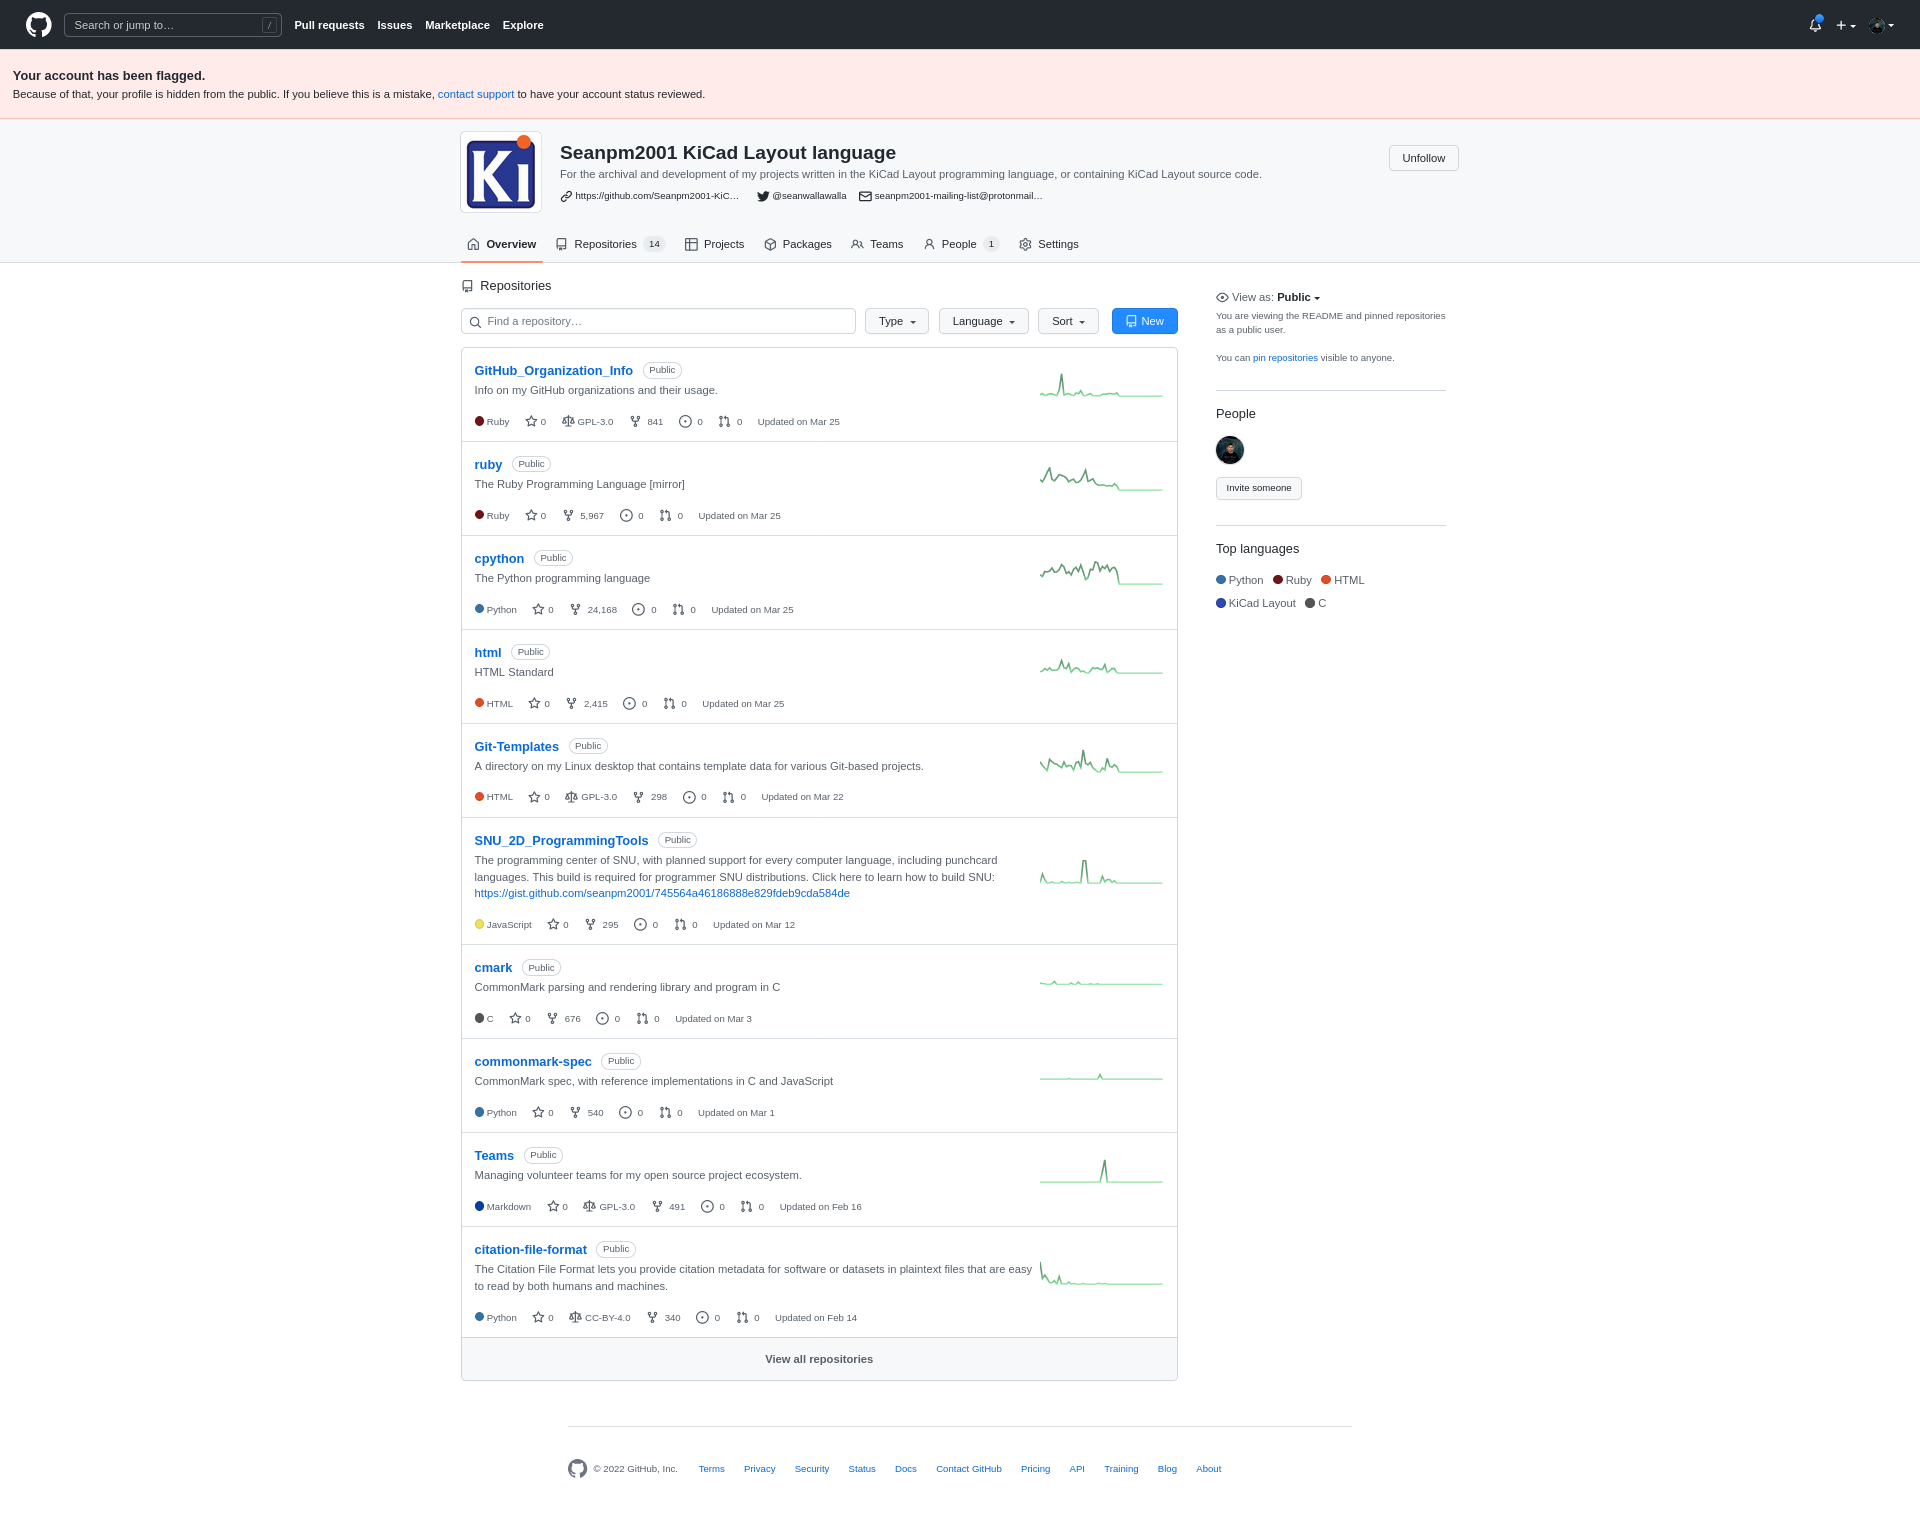 Search or jump to… /
Pull requests Issues Marketplace Explore
Your account has been flagged.
Because of that, your profile is hidden from the public. If you believe this is a mistake, contact support to have your account status reviewed.
Ki
Seanpm2001 KiCad Layout language
Unfollow
For the archival and development of my projects written in the KiCad Layout programming language, or containing KiCad Layout source code.
https://github.com/Seanpm2001-KiC… @seanwallawalla seanpm2001-mailing-list@protonmail…
Overview Repositories 14 Projects Packages Teams People 1 Settings
Repositories
Find a repository… Type Language Sort New
GitHub_Organization_Info Public
Info on my GitHub organizations and their usage.
Ruby 0 GPL-3.0 841 0 0 Updated on Mar 25
ruby Public
The Ruby Programming Language [mirror]
Ruby 0 5,967 0 0 Updated on Mar 25
cpython Public
The Python programming language
Python 0 24,168 0 0 Updated on Mar 25
html Public
HTML Standard
HTML 0 2,415 0 0 Updated on Mar 25
Git-Templates Public
A directory on my Linux desktop that contains template data for various Git-based projects.
HTML 0 GPL-3.0 298 0 0 Updated on Mar 22
SNU_2D_ProgrammingTools Public
The programming center of SNU, with planned support for every computer language, including punchcard
languages. This build is required for programmer SNU distributions. Click here to learn how to build SNU:
https://gist.github.com/seanpm2001/745564a46186888e829fdeb9cda584de
JavaScript 0 295 0 0 Updated on Mar 12
cmark Public
CommonMark parsing and rendering library and program in C
C 0 676 0 0 Updated on Mar 3
commonmark-spec Public
CommonMark spec, with reference implementations in C and JavaScript
Python 0 540 0 0 Updated on Mar 1
Teams Public
Managing volunteer teams for my open source project ecosystem.
Markdown 0 GPL-3.0 491 0 0 Updated on Feb 16
citation-file-format Public
The Citation File Format lets you provide citation metadata for software or datasets in plaintext files that are easy
to read by both humans and machines.
Python 0 CC-BY-4.0 340 0 0 Updated on Feb 14
View all repositories
View as: Public
You are viewing the README and pinned repositories
as a public user.
You can pin repositories visible to anyone.
People
Invite someone
Top languages
Python Ruby HTML
KiCad Layout C
© 2022 GitHub, Inc. Terms Privacy Security Status Docs Contact GitHub Pricing API Training Blog About